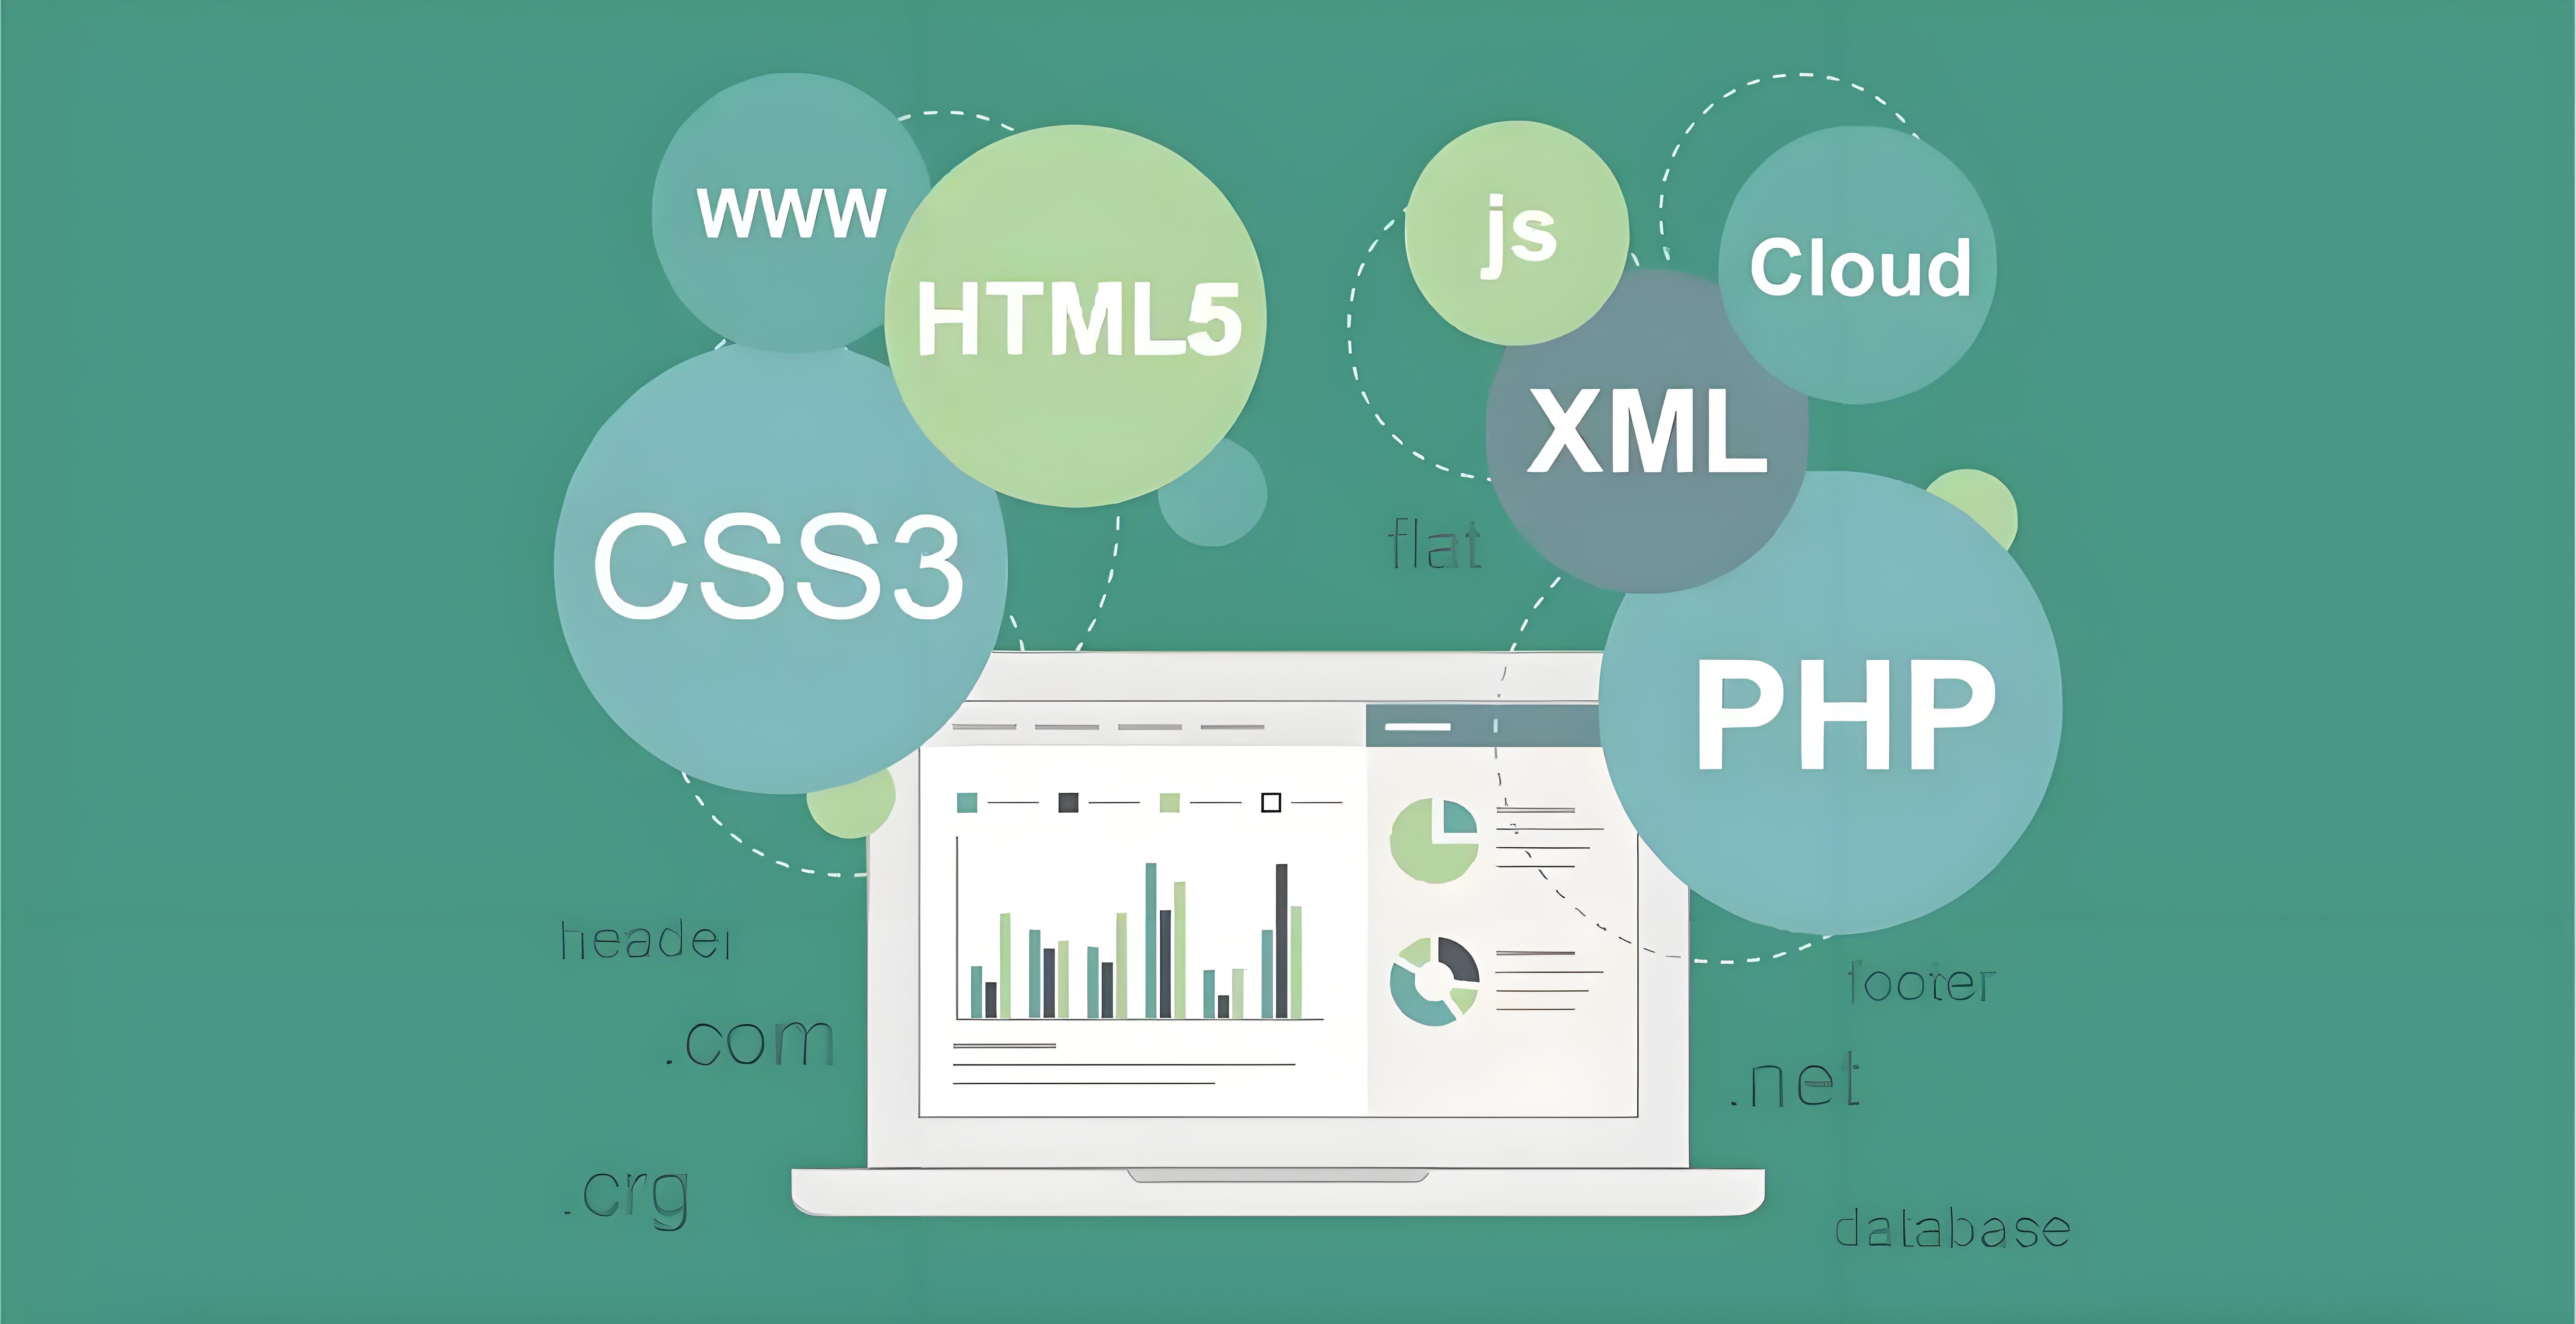 www
HTML5
js
Cloud
XML
CSS3
flat
PHP
header
footer
.com
.net
.crg
database